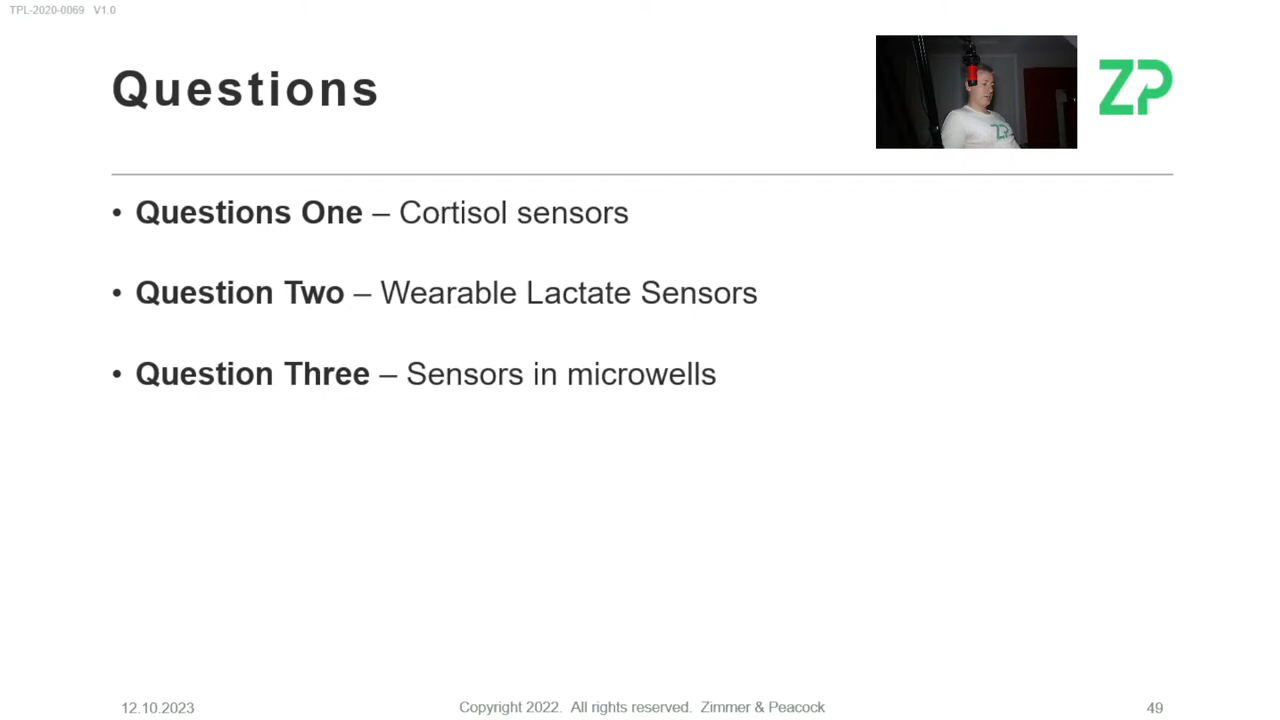 TPL-2020-0069 V1.0
Questions
ZP
• Questions One – Cortisol sensors
• Question Two – Wearable Lactate Sensors
• Question Three – Sensors in microwells
12.10.2023
Copyright 2022. All rights reserved. Zimmer & Peacock
49